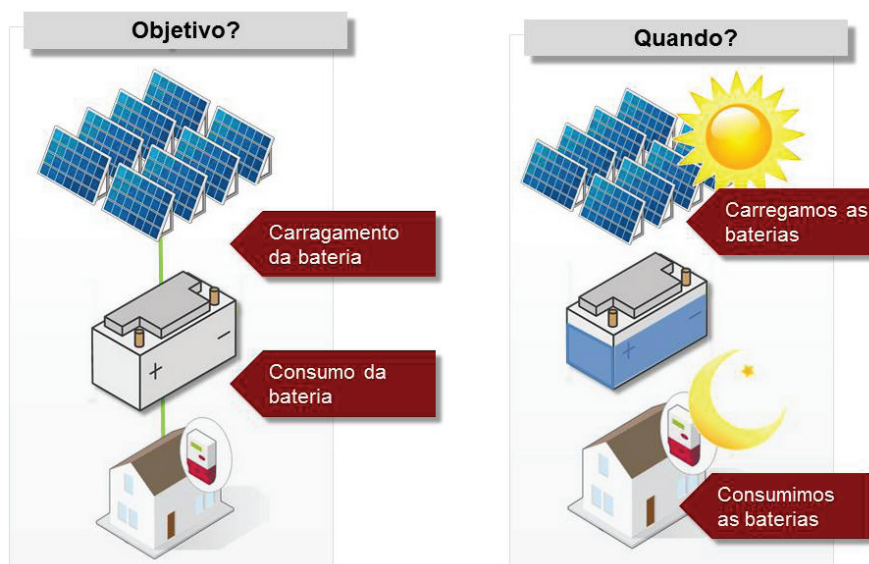 Objetivo?
Carragamento
da bateria
Consumo da
bateria
Quando?
Carregamos as
baterias
Consumimos
as baterias